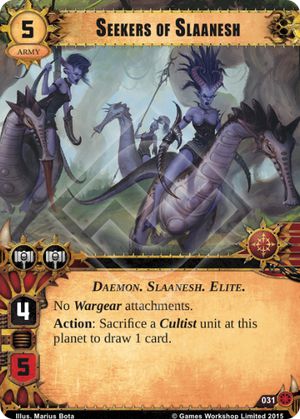 5
ARMY
SEEKERS OF SLAANESH
DAEMON. SLAANESH. ELITE.
No Wargear attachments.
Action: Sacrifice a Cultist unit at this
planet to draw 1 card.
4
5
031
Illus. Marius Bota
© Games Workshop Limited 2015